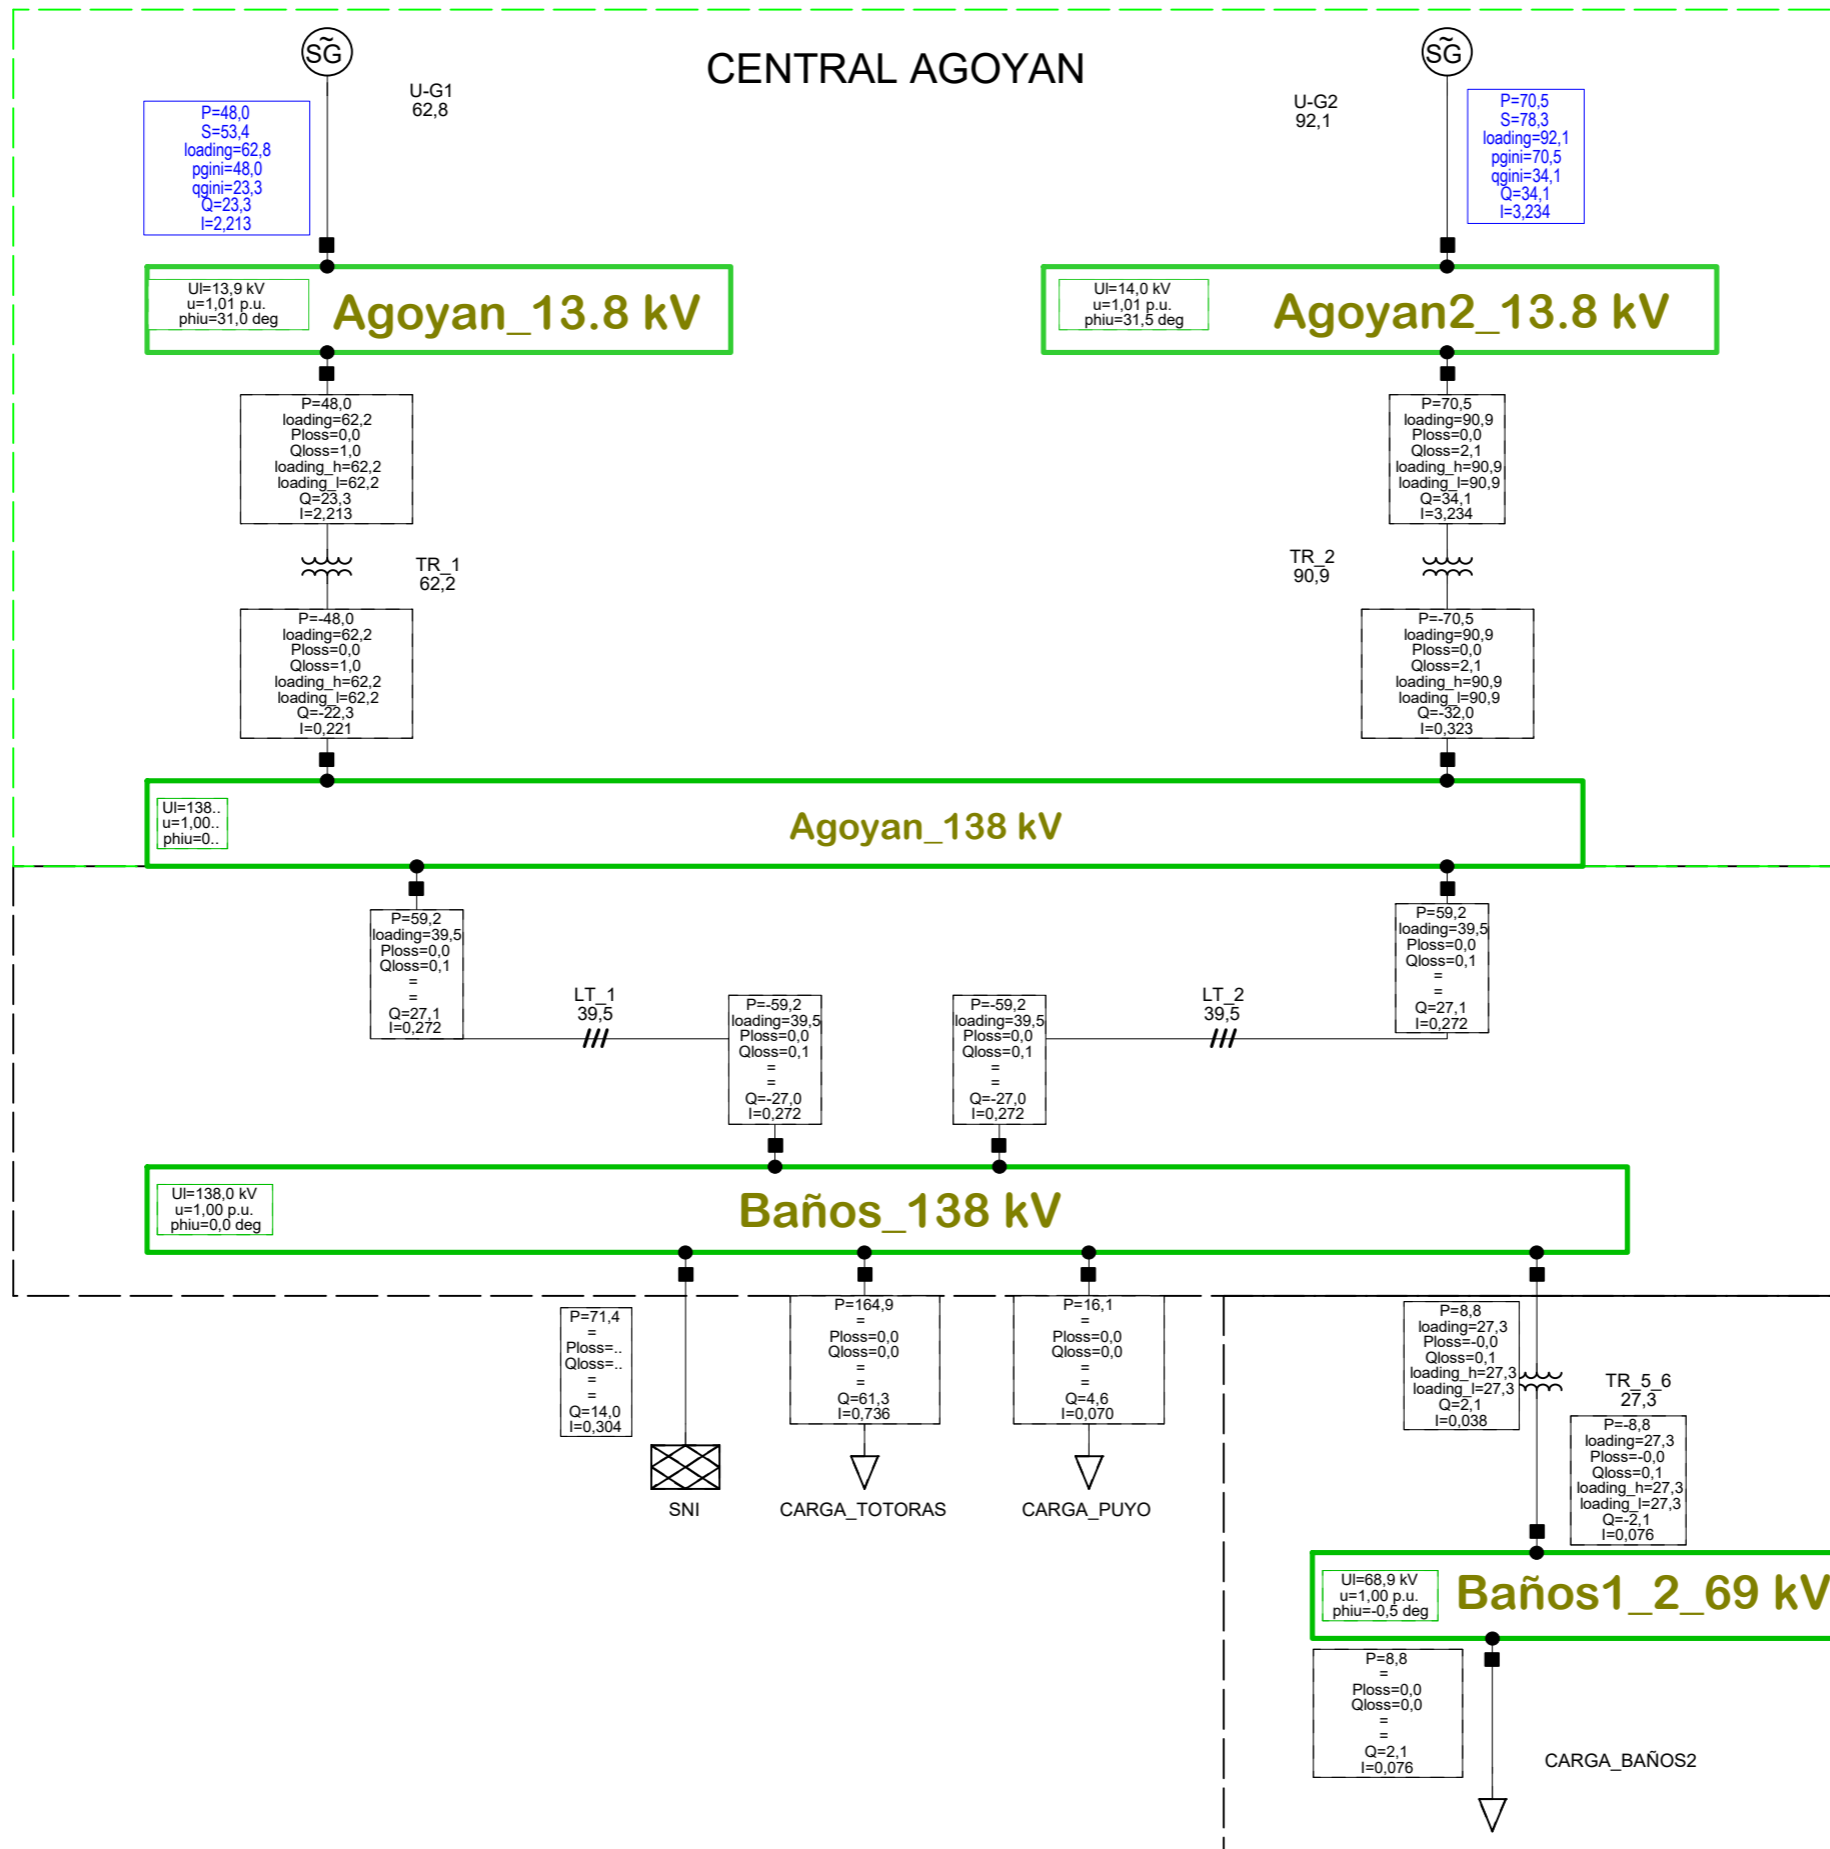 CENTRAL AGOYAN
SG
U-G1
62,8
P=48,0
S=53,4
loading=62,8
pgini=48,0
qgini=23,3
Q=23,3
I=2,213
SG
U-G2
92,1
P=70,5
S=78,3
loading=92,1
pgini=70,5
qgini=34,1
Q=34,1
I=3,234
Ul=13,9 kV
u=1,01 p.u.
phiu=31,0 deg
Agoyan_13.8 kV
Ul=14,0 kV
u=1,01 p.u.
phiu=31,5 deg
Agoyan2_13.8 kV
P=48,0
loading=62,2
Ploss=0,0
Qloss=1,0
loading_h=62,2
loading_l=62,2
Q=23,3
I=2,213
P=70,5
loading=90,9
Ploss=0,0
Qloss=2,1
loading_h=90,9
loading_l=90,9
Q=34,1
I=3,234
TR_1
62,2
TR_2
90,9
P=-48,0
loading=62,2
Ploss=0,0
Qloss=1,0
loading_h=62,2
loading_l=62,2
Q=-22,3
I=0,221
P=-70,5
loading=90,9
Ploss=0,0
Qloss=2,1
loading_h=90,9
loading_l=90,9
Q=-32,0
I=0,323
Ul=138..
u=1,00..
phiu=0..
Agoyan_138 kV
P=59,2
loading=39,5
Ploss=0,0
Qloss=0,1
=
=
Q=27,1
I=0,272
P=59,2
loading=39,5
Ploss=0,0
Qloss=0,1
=
=
Q=27,1
I=0,272
LT_1
39,5
P=-59,2
loading=39,5
Ploss=0,0
Qloss=0,1
=
=
Q=-27,0
I=0,272
P=-59,2
loading=39,5
Ploss=0,0
Qloss=0,1
=
=
Q=-27,0
I=0,272
LT_2
39,5
Ul=138,0 kV
u=1,00 p.u.
phiu=0,0 deg
Baños_138 kV
P=71,4
=
Ploss=..
Qloss=..
=
=
Q=14,0
I=0,304
SNI
P=164,9
=
Ploss=0,0
Qloss=0,0
=
=
Q=61,3
I=0,736
CARGA_TOTORAS
P=16,1
=
Ploss=0,0
Qloss=0,0
=
=
Q=4,6
I=0,070
CARGA_PUYO
P=8,8
loading=27,3
Ploss=-0,0
Qloss=0,1
loading_h=27,3
loading_l=27,3
Q=2,1
I=0,038
TR_5_6
27,3
P=-8,8
loading=27,3
Ploss=-0,0
Qloss=0,1
loading_h=27,3
loading_l=27,3
Q=-2,1
I=0,076
Ul=68,9 kV
u=1,00 p.u.
phiu=-0,5 deg
Baños1_2_69 kV
P=8,8
=
Ploss=0,0
Qloss=0,0
=
=
Q=2,1
I=0,076
CARGA_BAÑOS2